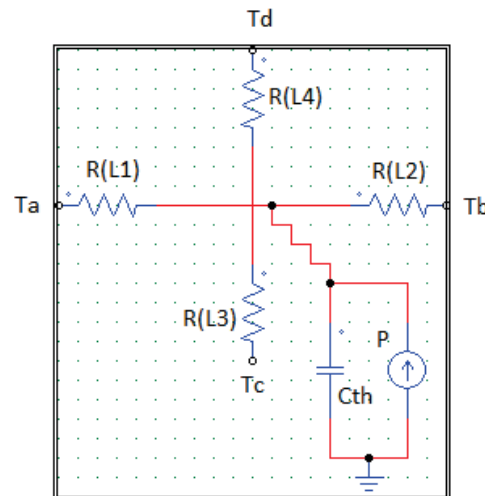 Td
R(L4)
R(L1)
R(L2)
Ta
Tb
R(L3)
P
Tc
Cth